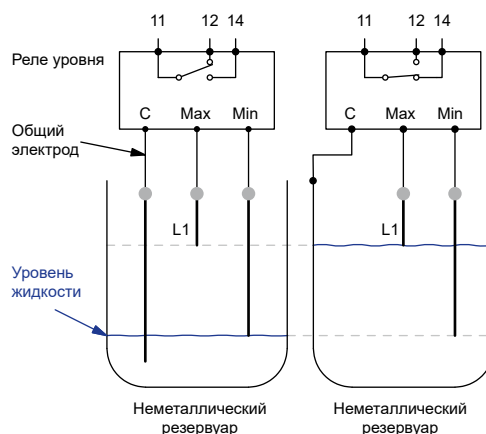 11 12 14
11 12 14
Реле уровня
C Max Min
C Max Min
Общий
электрод
L1
L1
Уровень
жидкости
Неметаллический
резервуар
Неметаллический
резервуар